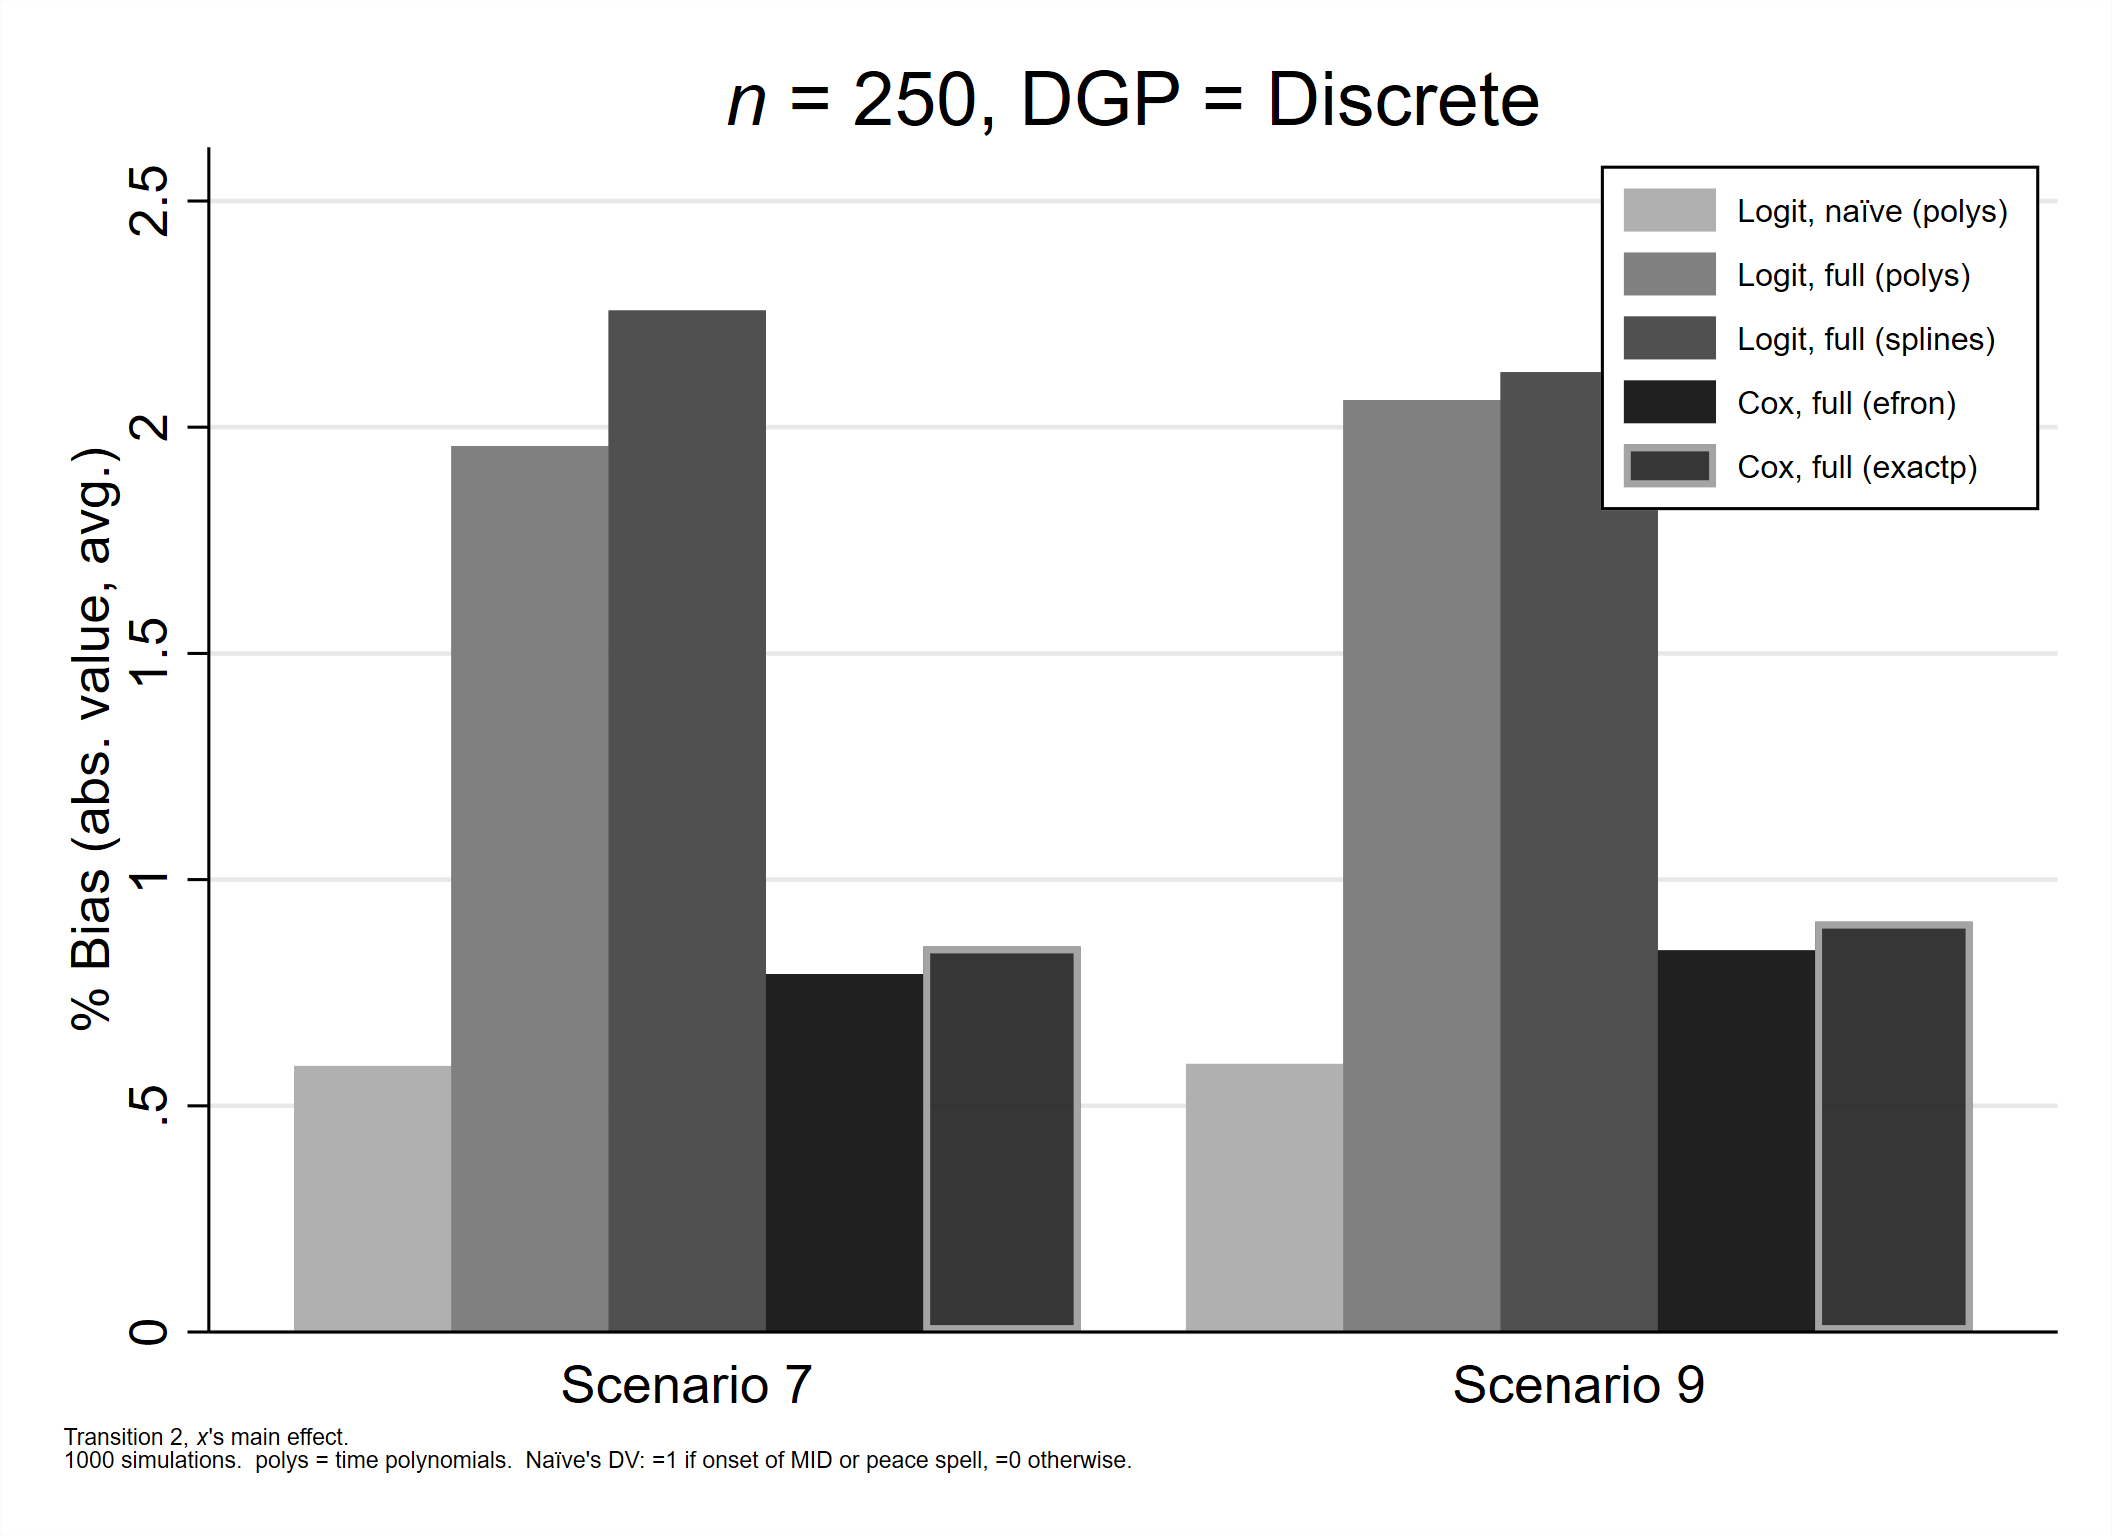 n = 250, DGP = Discrete
% Bias (abs. value, avg.)
2.5
2
1.5
1
.5
0
Logit, naïve (polys)
Logit, full (polys)
Logit, full (splines)
Cox, full (efron)
Cox, full (exactp)
Scenario 7
Scenario 9
Transition 2, x's main effect.
1000 simulations.  polys = time polynomials.  Naïve's DV: =1 if onset of MID or peace spell, =0 otherwise.